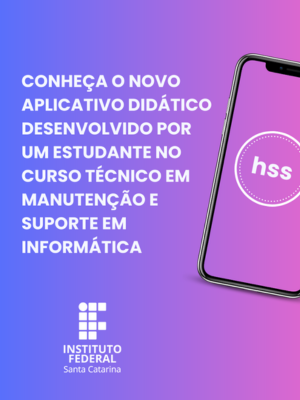 CONHEÇA O NOVO
APLICATIVO DIDÁTICO
DESENVOLVIDO POR
UM ESTUDANTE NO
CURSO TÉCNICO EM
MANUTENÇÃO E
SUPORTE EM
INFORMÁTICA
hss
INSTITUTO
FEDERAL
Santa Catarina